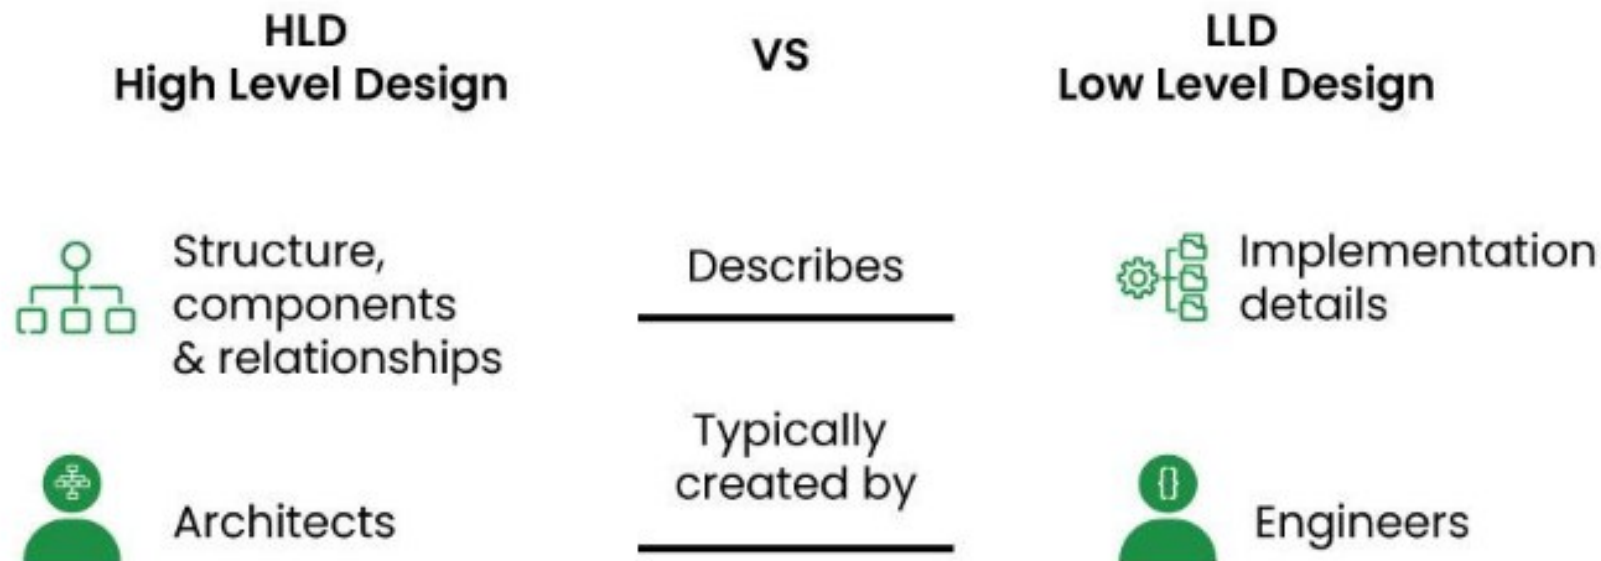 HLD
High Level Design
VS
LLD
Low Level Design
Structure,
components
& relationships
Describes
Implementation
details
Architects
Typically
created by
Engineers
{}